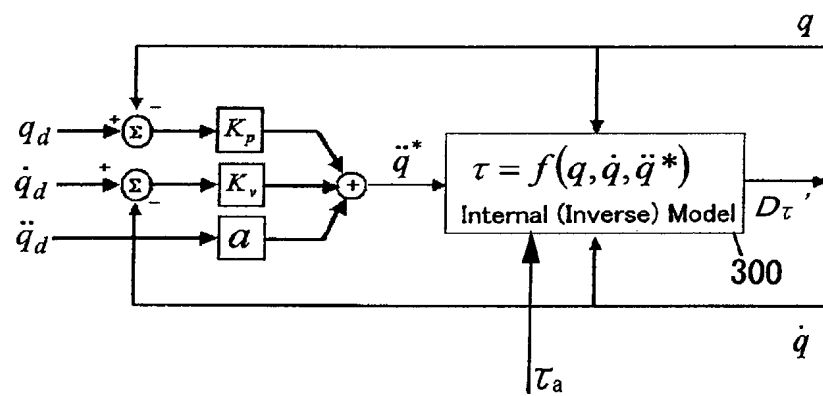 q
+ −
q_d Σ K_p
+
q̇_d Σ K_v + q̈* τ = f(q, q̇, q̈*)
−
Internal (Inverse) Model D_τ'
q̈_d a
300
q̇
τ_a